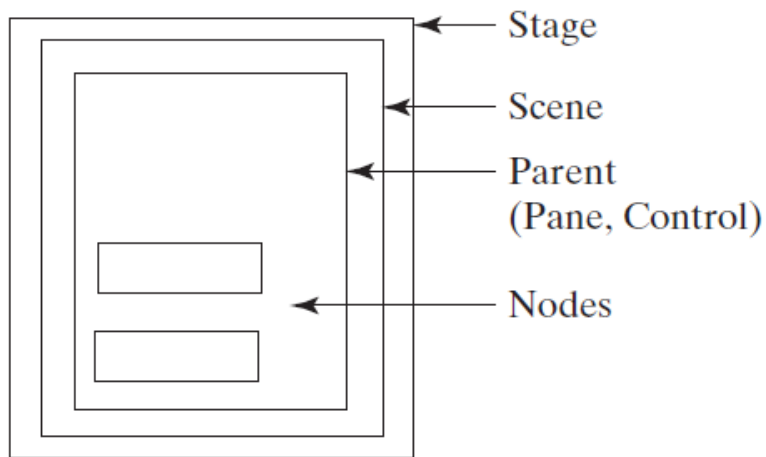 Stage
Scene
Parent
(Pane, Control)
Nodes